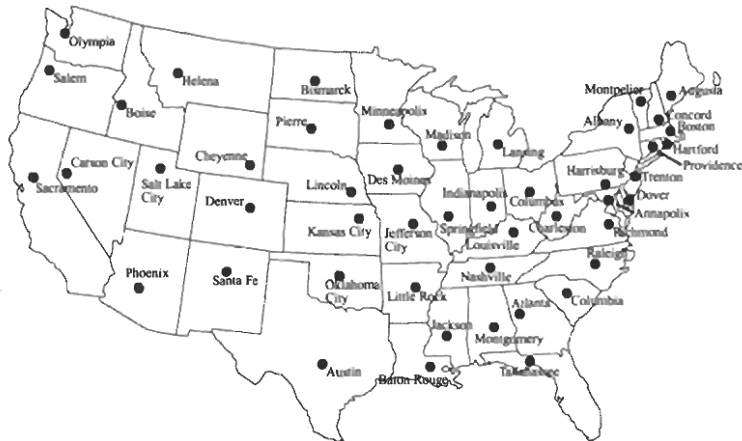 Olympia
Salem
Helena
Bismarck
Boise
Pierre
Minneapolix
Madison
Lansing
Montpelier
Augusta
Concord
Albany
Boston
Hartford
Providence
Carson City
Sacramento
Salt Lake
City
Cheyenne
Denver
Lincoln
Des Moines
Kansas City
Jefferson
City
Springfield
Indianapolis
Columbus
Harrisburg
Trenton
Dover
Annapolix
Charleston
Louisville
Richmond
Raleigh
Phoenix
Santa Fe
Oklahoma
City
Little Rock
Nashville
Atlanta
Columbia
Jackson
Montgomery
Austin
Baton Rouge
Tallahassee